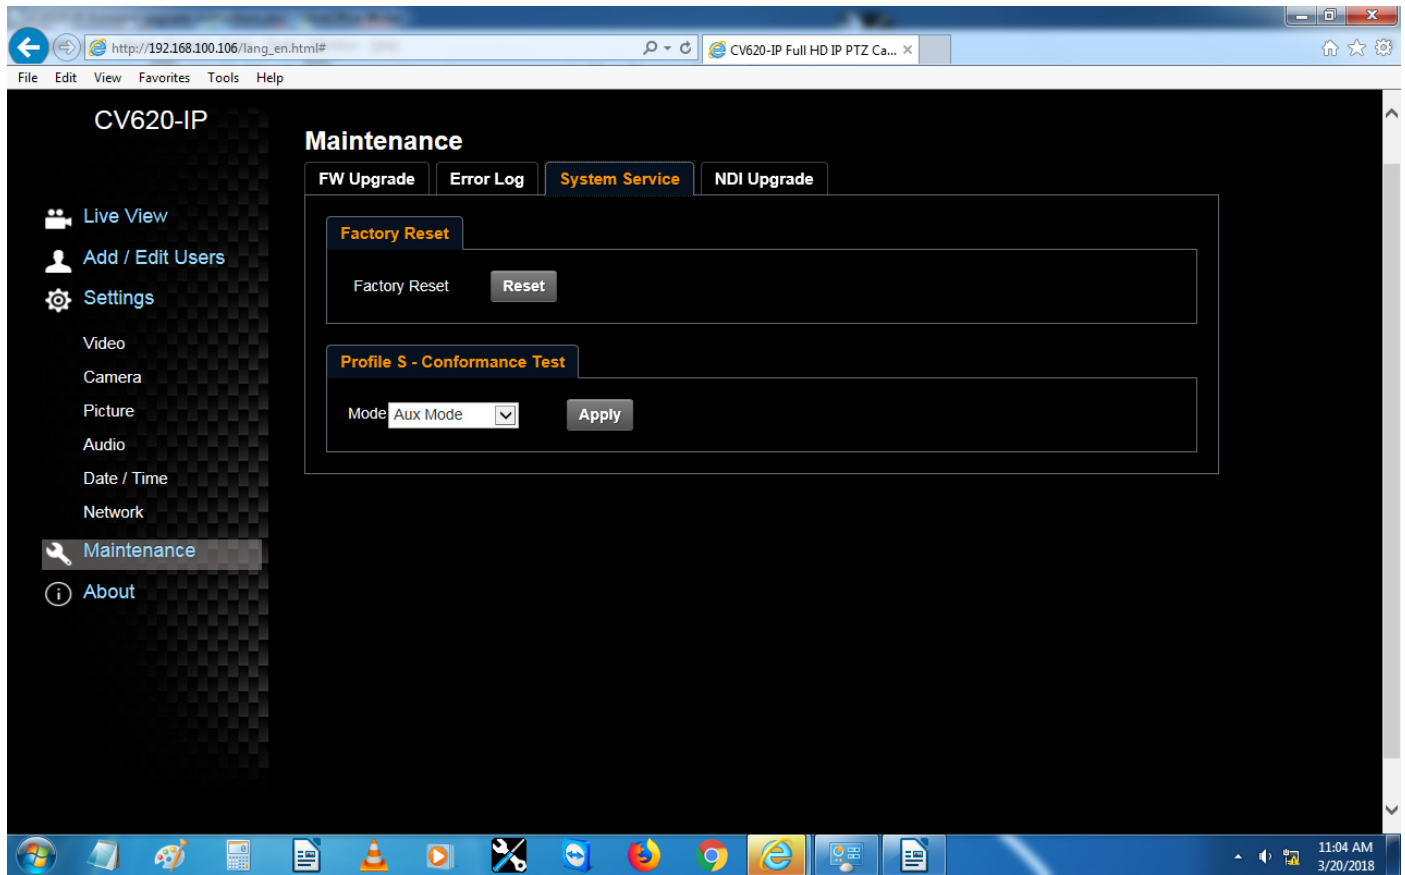 http://192.168.100.106/lang_en.html#
CV620-IP Full HD IP PTZ Ca...
File Edit View Favorites Tools Help
CV620-IP
Live View
Add / Edit Users
Settings
Video
Camera
Picture
Audio
Date / Time
Network
Maintenance
About
Maintenance
FW Upgrade Error Log System Service NDI Upgrade
Factory Reset
Factory Reset Reset
Profile S - Conformance Test
Mode Aux Mode Apply
11:04 AM
3/20/2018